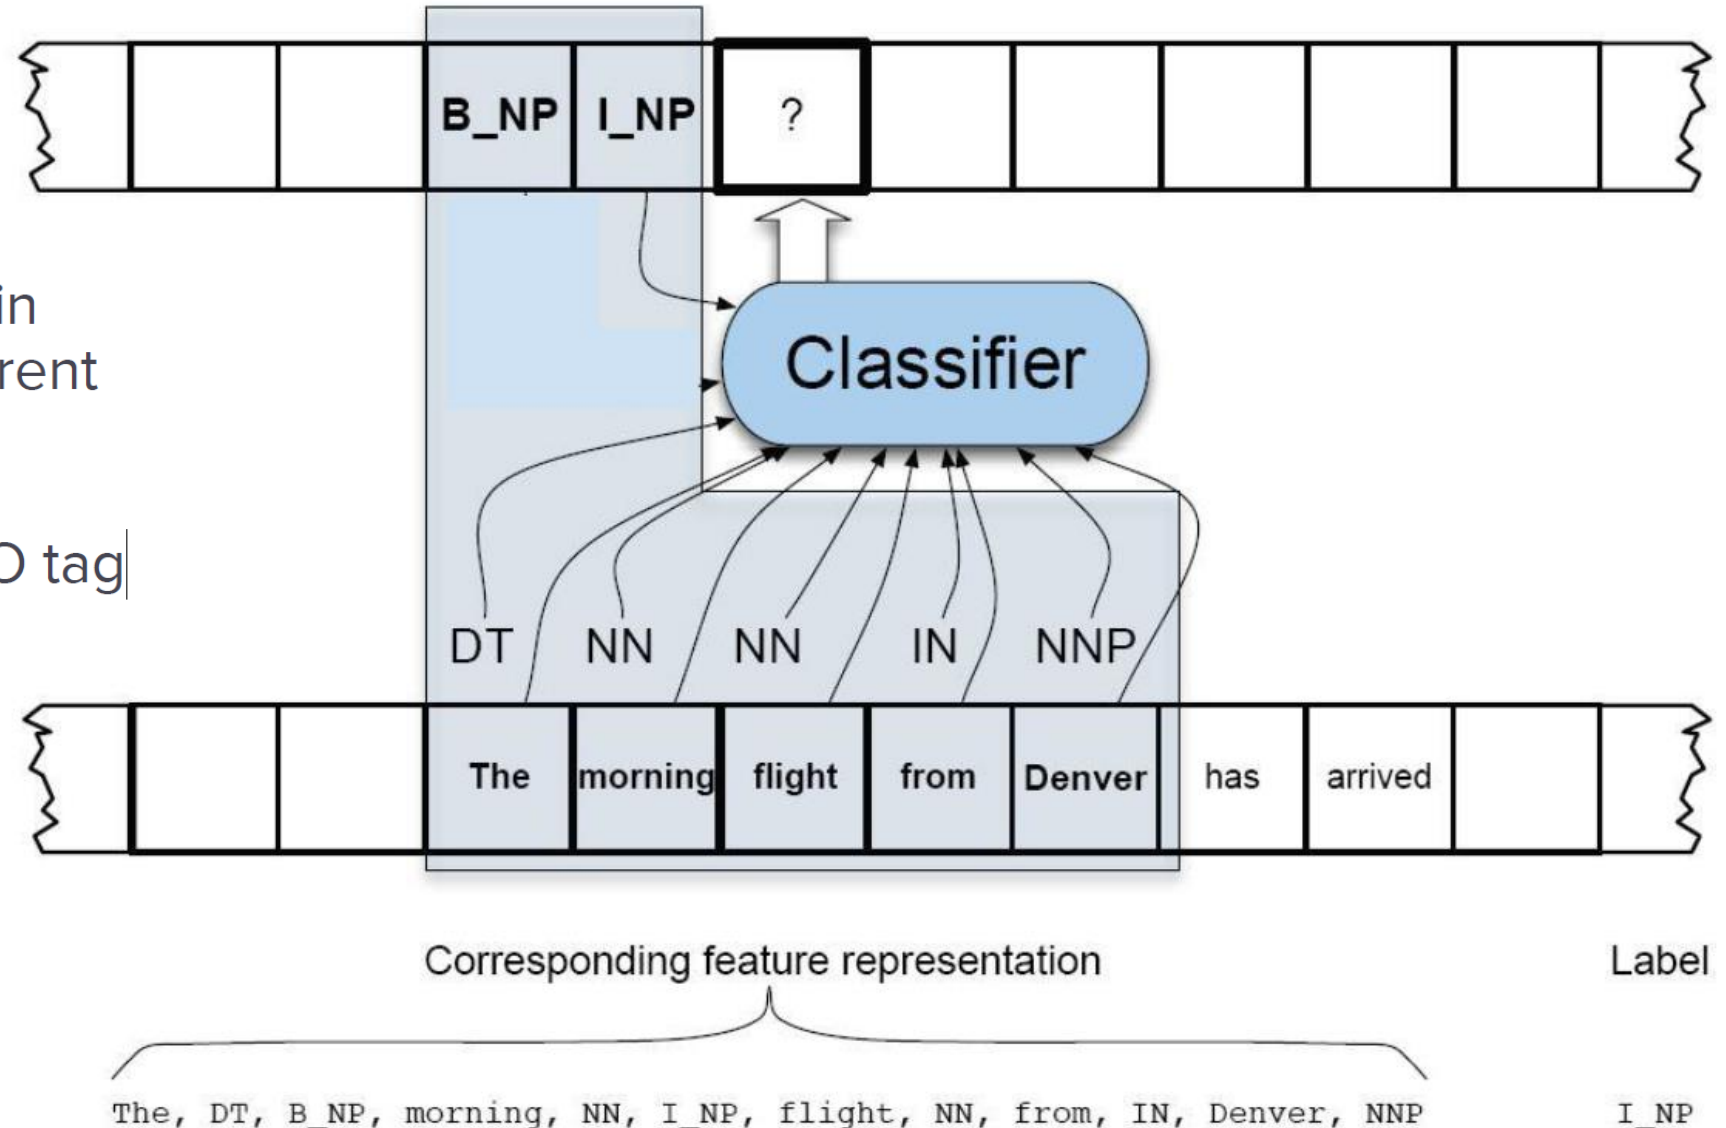 B_NP I_NP ?
in
rent
Classifier
O tag
DT NN NN IN NNP
The morning flight from Denver has arrived
Corresponding feature representation Label
The, DT, B_NP, morning, NN, I_NP, flight, NN, from, IN, Denver, NNP I_NP